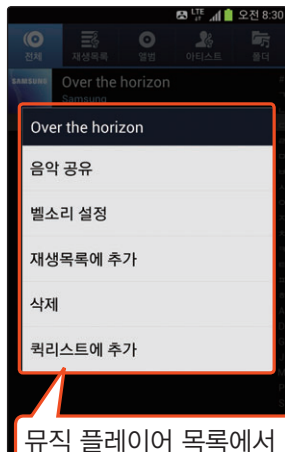 LTE 오전 8:30
전체 재생목록 앨범 아티스트 폴더
SAMSUNG Over the horizon
Samsung
Over the horizon
음악 공유
벨소리 설정
재생목록에 추가
삭제
퀵리스트에 추가
뮤직 플레이어 목록에서